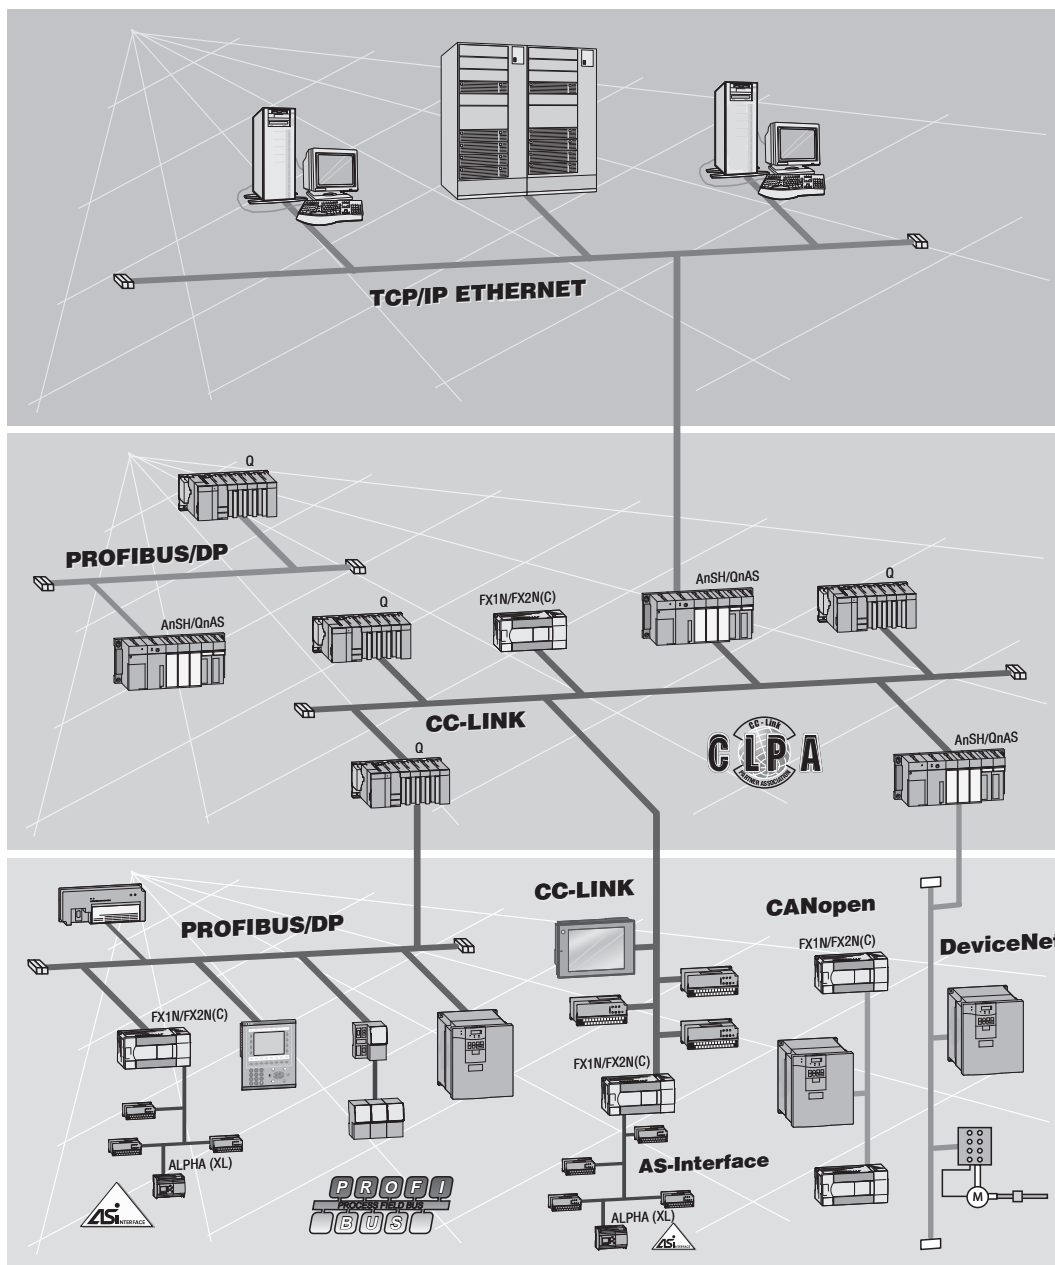 TCP/IP ETHERNET
Q
PROFIBUS/DP
AnSH/QnAS
Q
FX1N/FX2N(C)
AnSH/QnAS
Q
CC-LINK
CC-Link
CLPA
PARTNER ASSOCIATION
Q
AnSH/QnAS
PROFIBUS/DP
CC-LINK
CANopen
FX1N/FX2N(C)
DeviceNet
FX1N/FX2N(C)
FX1N/FX2N(C)
ALPHA (XL)
ASi
INTERFACE
PROFI
PROCESS FIELD BUS
BUS
AS-Interface
ALPHA (XL)
ASi
INTERFACE
M